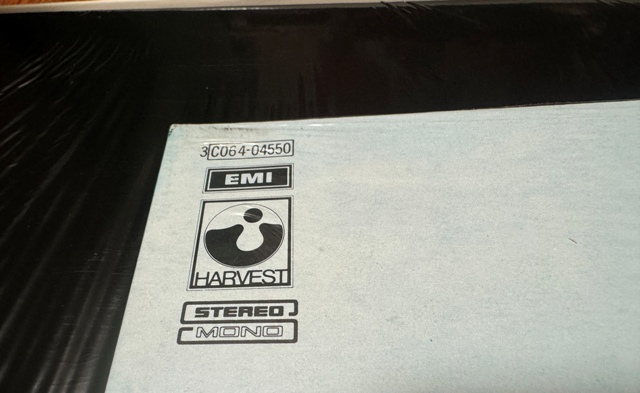 3C064-04550
EMI
HARVEST
STEREO
MONO